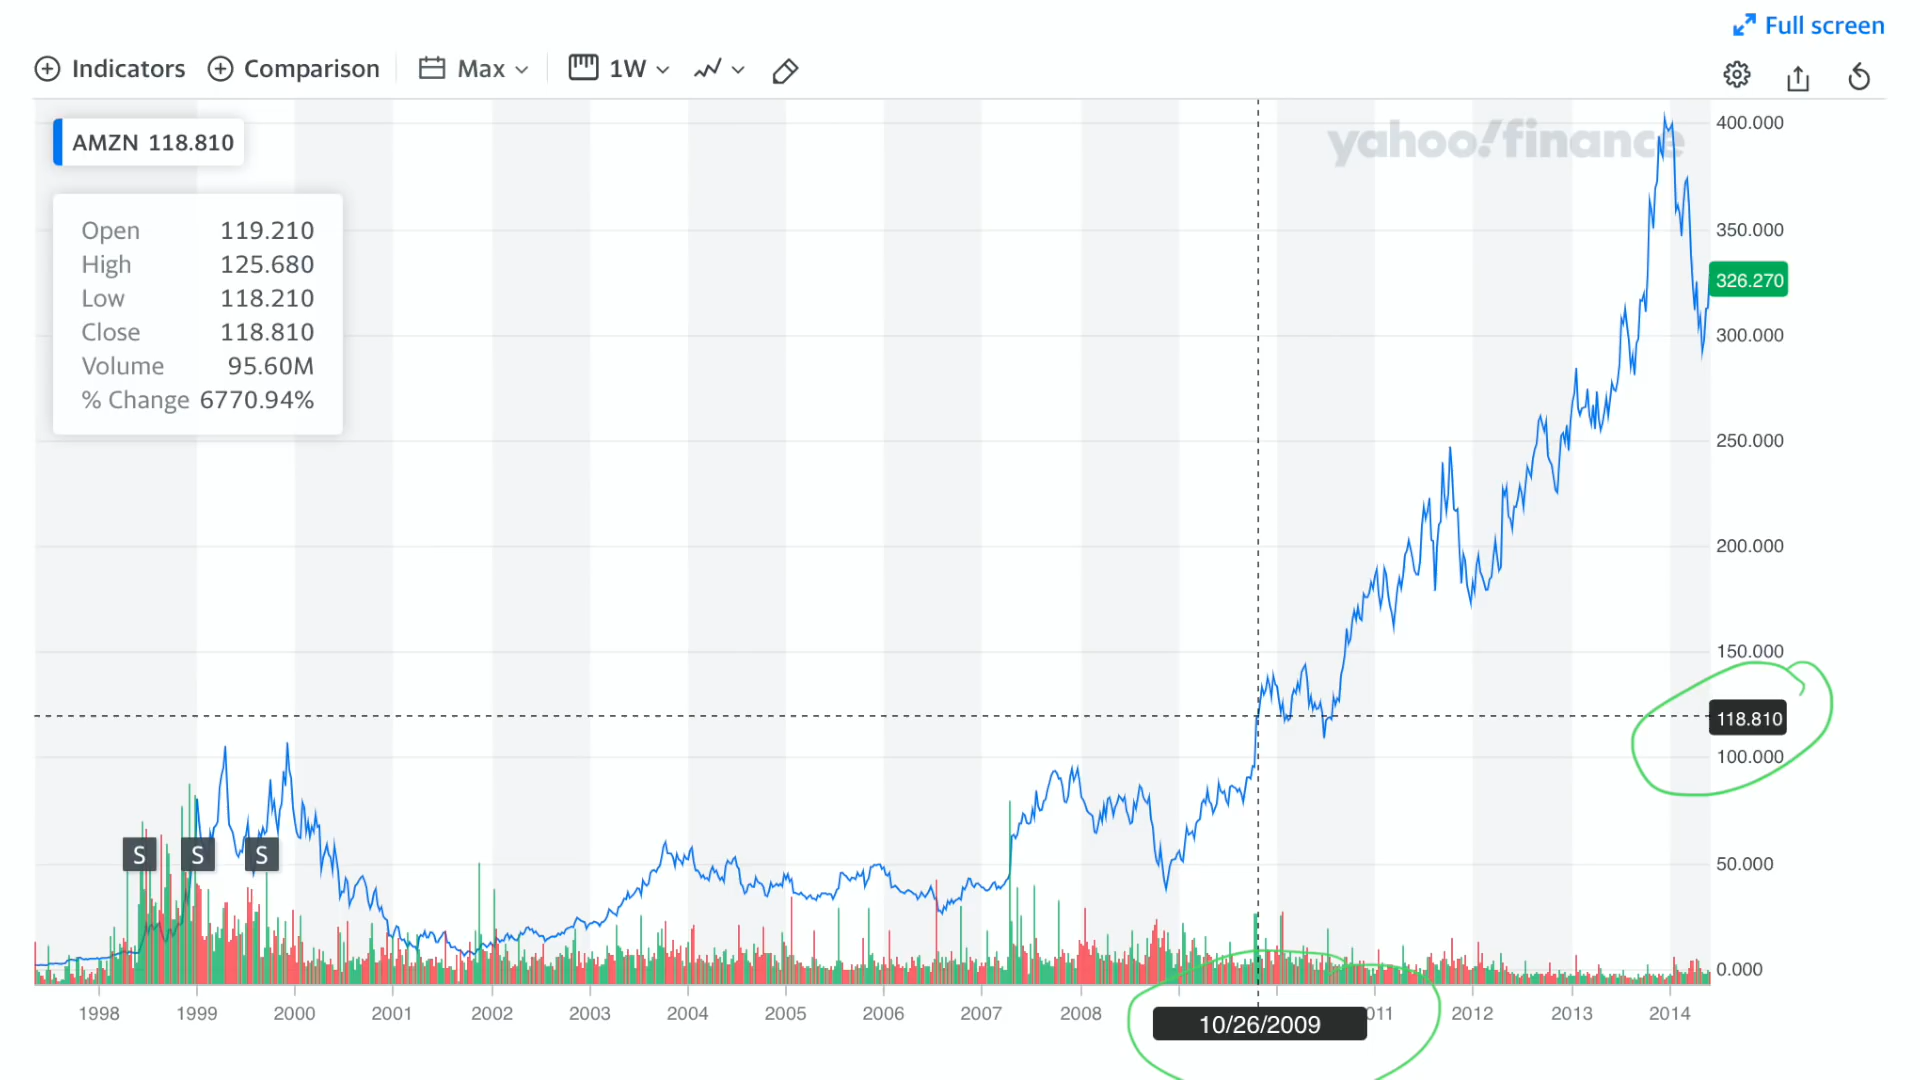 Full screen
Indicators Comparison Max 1W
AMZN 118.810
yahoo!finance
Open 119.210
High 125.680
Low 118.210
Close 118.810
Volume 95.60M
% Change 6770.94%
400.000
350.000
326.270
300.000
250.000
200.000
150.000
118.810
100.000
50.000
0.000
S S S
1998 1999 2000 2001 2002 2003 2004 2005 2006 2007 2008 10/26/2009 011 2012 2013 2014